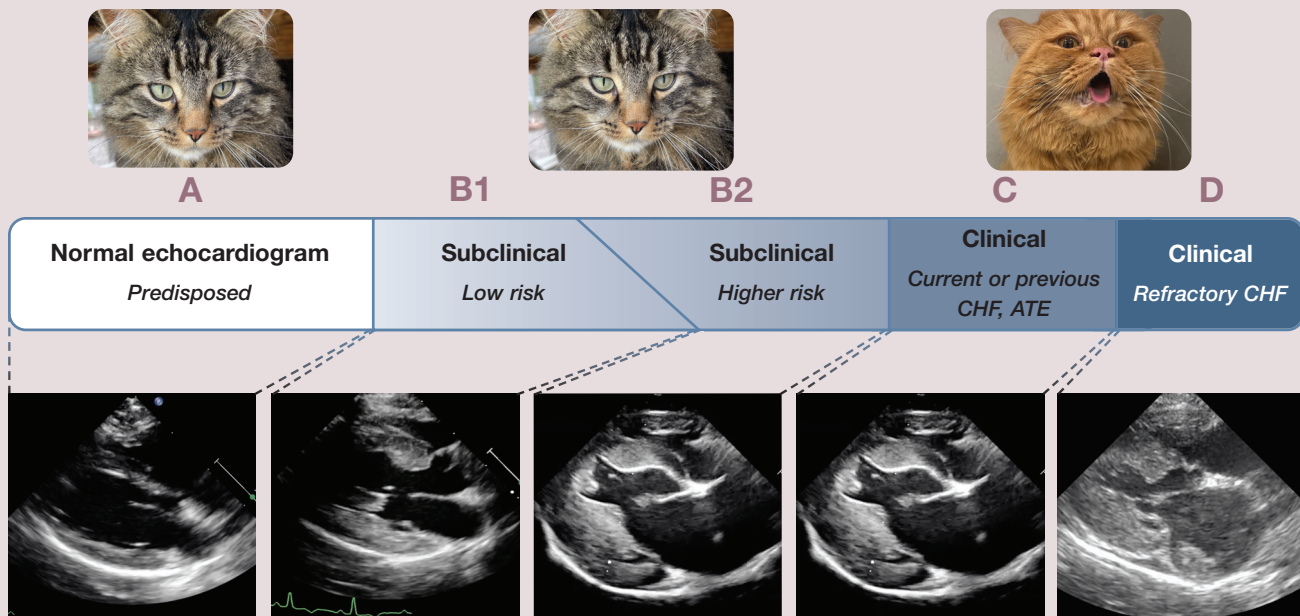 A
B1
B2
C
D
Normal echocardiogram
Predisposed
Subclinical
Low risk
Subclinical
Higher risk
Clinical
Current or previous
CHF, ATE
Clinical
Refractory CHF